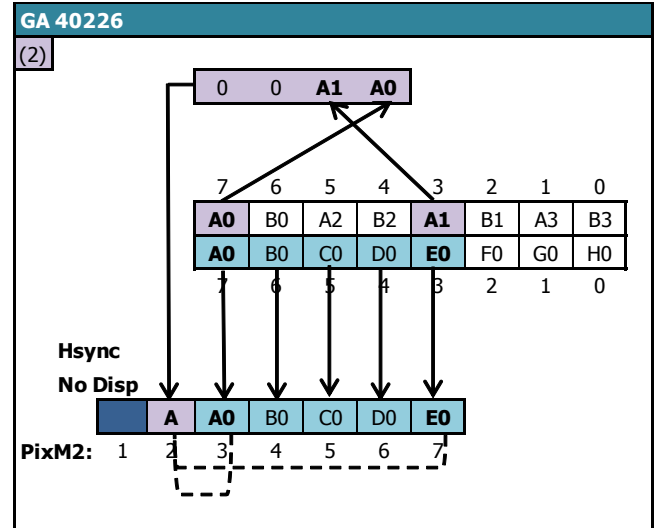 GA 40226
(2)
0 0 A1 A0
7 6 5 4 3 2 1 0
A0 B0 A2 B2 A1 B1 A3 B3
A0 B0 C0 D0 E0 F0 G0 H0
7 6 5 4 3 2 1 0
Hsync
No Disp
A A0 B0 C0 D0 E0
PixM2: 1 2 3 4 5 6 7